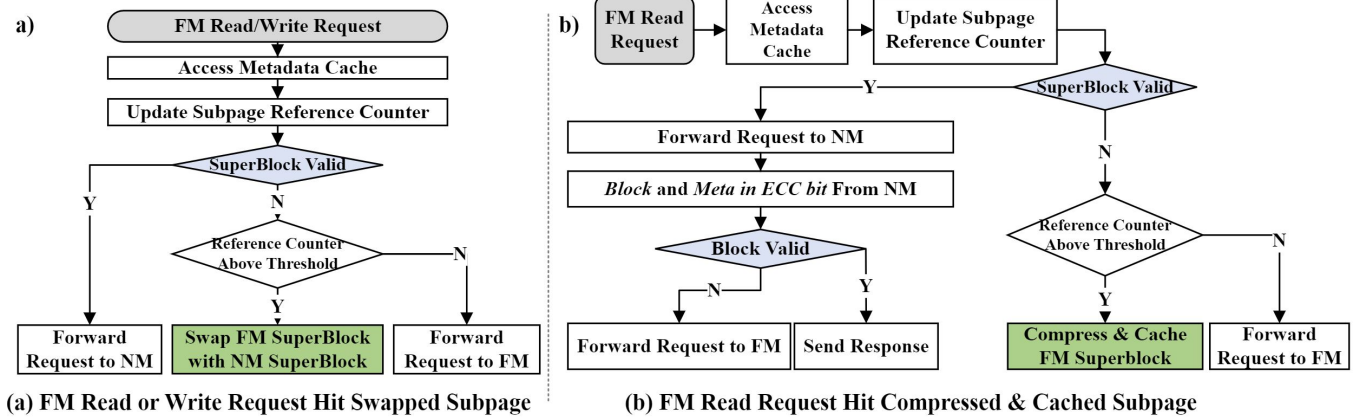 a)
FM Read/Write Request
Access Metadata Cache
Update Subpage Reference Counter
SuperBlock Valid
Y
N
Reference Counter
Above Threshold
N
Y
Forward
Request to NM
Swap FM SuperBlock
with NM SuperBlock
Forward
Request to FM
(a) FM Read or Write Request Hit Swapped Subpage
b)
FM Read
Request
Access
Metadata
Cache
Update Subpage
Reference Counter
SuperBlock Valid
Y
N
Forward Request to NM
Block and Meta in ECC bit From NM
Block Valid
N
Y
Forward Request to FM
Send Response
Reference Counter
Above Threshold
N
Y
Compress & Cache
FM Superblock
Forward
Request to FM
(b) FM Read Request Hit Compressed & Cached Subpage